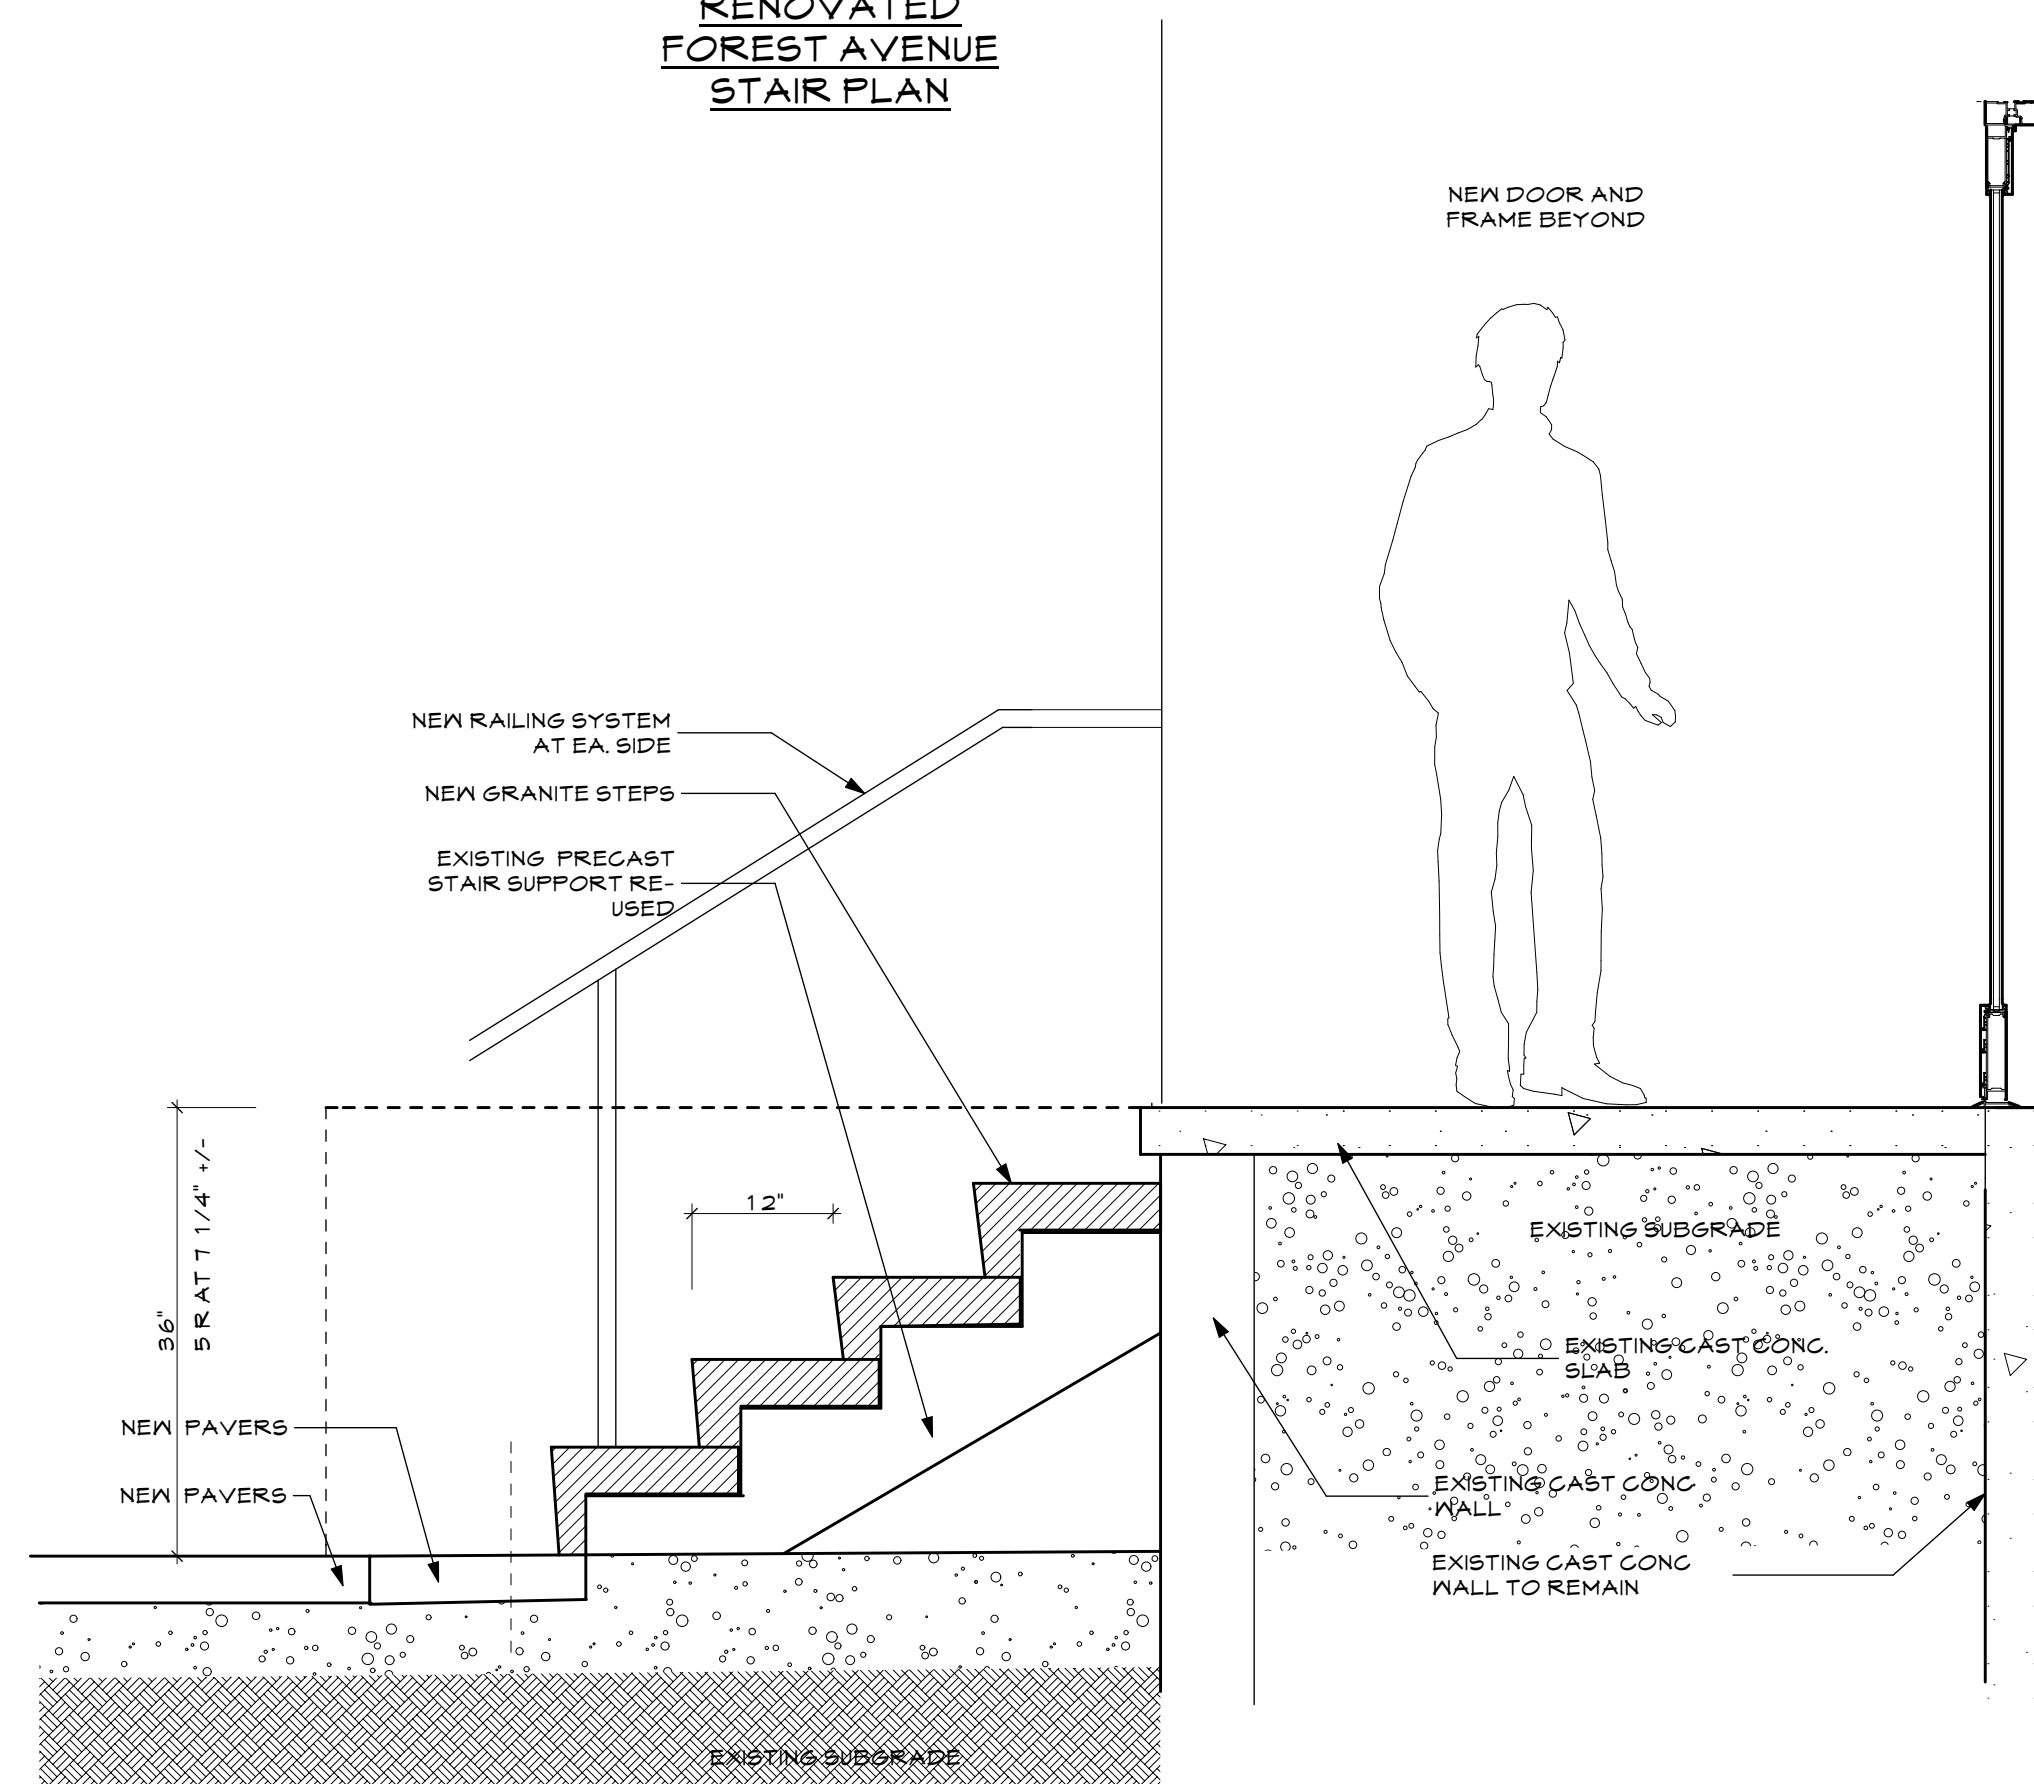 RENOVATED
FOREST AVENUE
STAIR PLAN
NEW DOOR AND
FRAME BEYOND
NEW RAILING SYSTEM
AT EA. SIDE
NEW GRANITE STEPS
EXISTING PRECAST
STAIR SUPPORT RE-
USED
12"
36"
5 R AT 7 1/4" +/-
EXISTING SUBGRADE
EXISTING CAST CONC.
SLAB
NEW PAVERS
NEW PAVERS
EXISTING CAST CONC
WALL
EXISTING CAST CONC
WALL TO REMAIN
EXISTING SUBGRADE